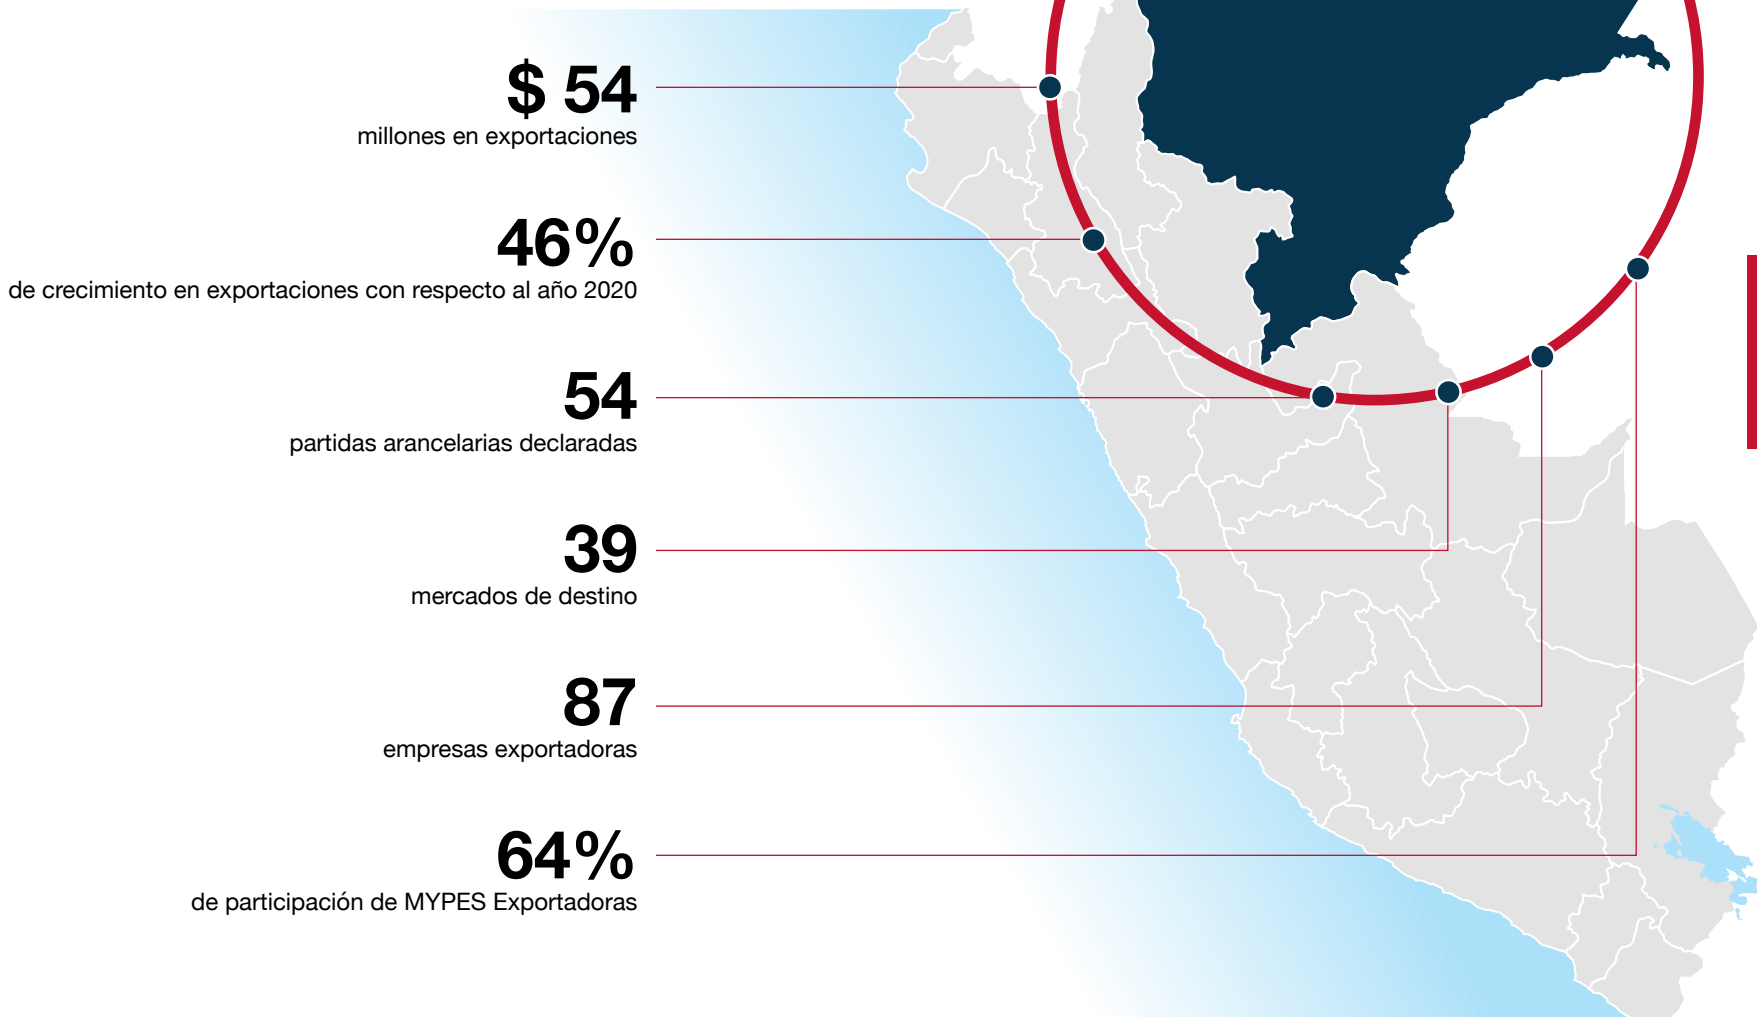 $ 54
millones en exportaciones
46%
de crecimiento en exportaciones con respecto al año 2020
54
partidas arancelarias declaradas
39
mercados de destino
87
empresas exportadoras
64%
de participación de MYPES Exportadoras